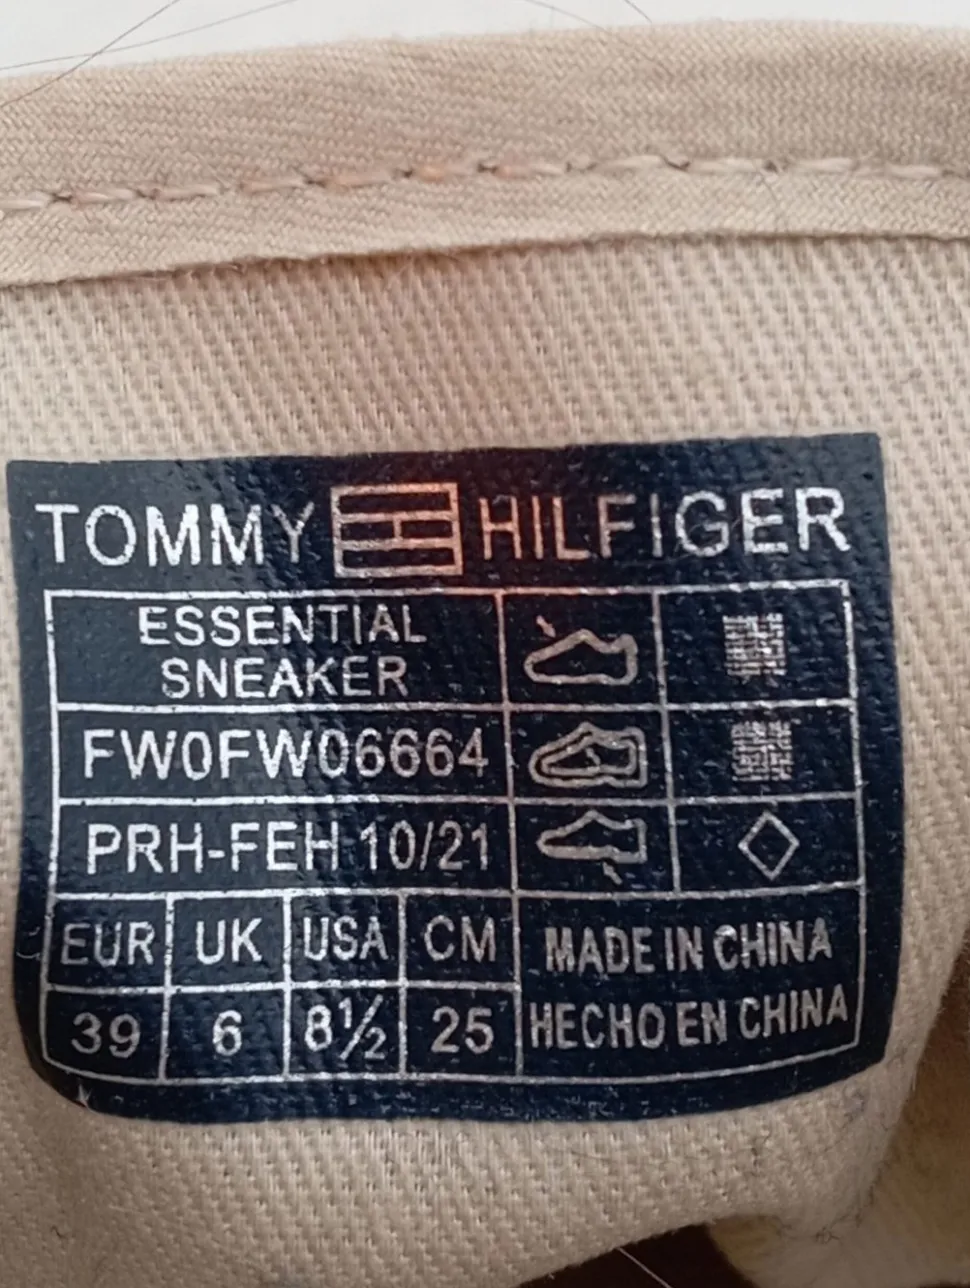 TOMMY HILFIGER
ESSENTIAL
SNEAKER
FW0FW06664
PRH-FEH 10/21
EUR UK USA CM
39 6 8½ 25
MADE IN CHINA
HECHO EN CHINA